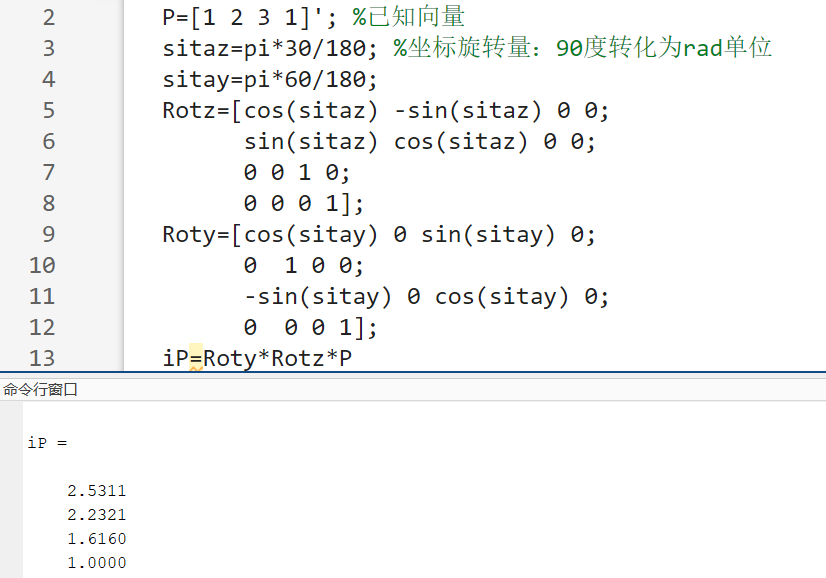 2 P=[1 2 3 1]'; %已知向量
3 sitaz=pi*30/180; %坐标旋转量：90度转化为rad单位
4 sitay=pi*60/180;
5 Rotz=[cos(sitaz) -sin(sitaz) 0 0;
6 sin(sitaz) cos(sitaz) 0 0;
7 0 0 1 0;
8 0 0 0 1];
9 Roty=[cos(sitay) 0 sin(sitay) 0;
10 0  1 0 0;
11 -sin(sitay) 0 cos(sitay) 0;
12 0  0 0 1];
13 iP=Roty*Rotz*P
命令行窗口
iP =
2.5311
2.2321
1.6160
1.0000